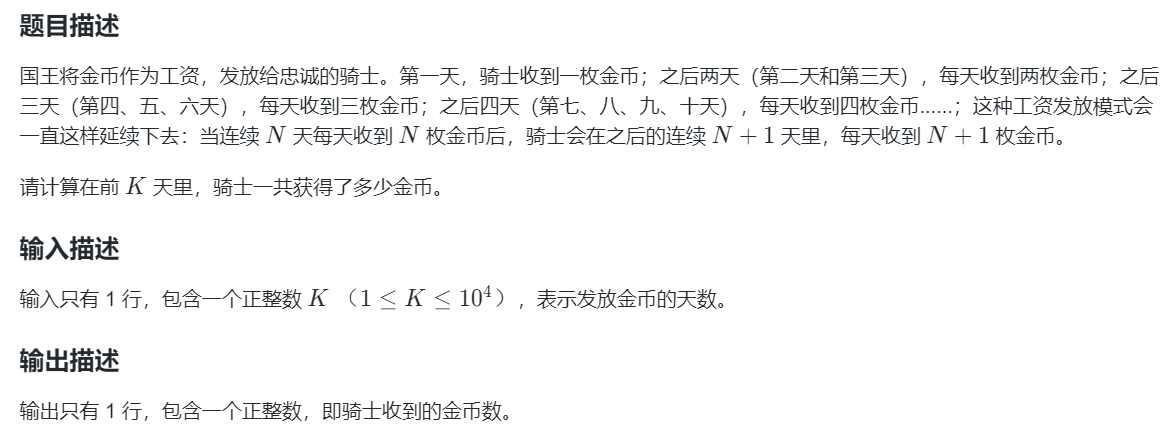 题目描述
国王将金币作为工资，发放给忠诚的骑士。第一天，骑士收到一枚金币；之后两天（第二天和第三天），每天收到两枚金币；之后
三天（第四、五、六天），每天收到三枚金币；之后四天（第七、八、九、十天），每天收到四枚金币……；这种工资发放模式会
一直这样延续下去：当连续 N 天每天收到 N 枚金币后，骑士会在之后的连续 N + 1 天里，每天收到 N + 1 枚金币。
请计算在前 K 天里，骑士一共获得了多少金币。
输入描述
输入只有 1 行，包含一个正整数 K （1 ≤ K ≤ 10⁴），表示发放金币的天数。
输出描述
输出只有 1 行，包含一个正整数，即骑士收到的金币数。